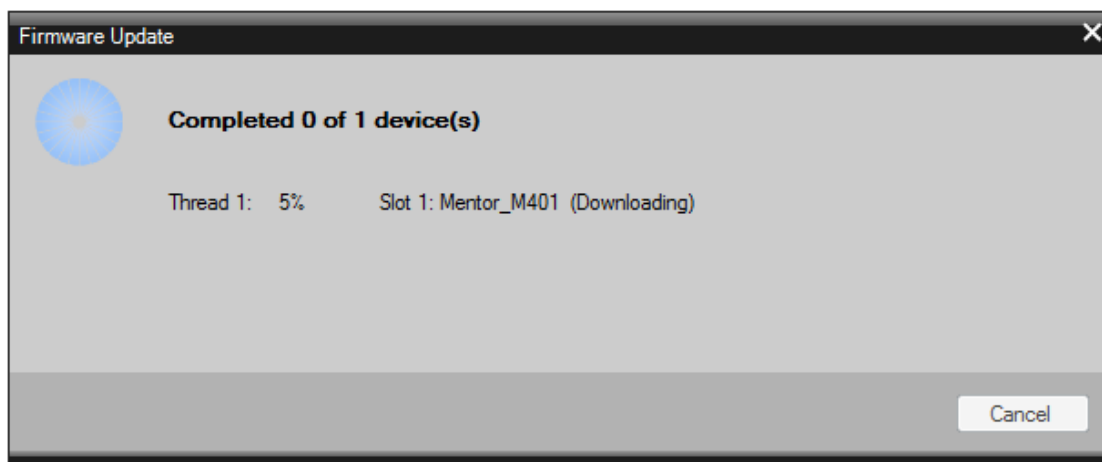 Firmware Update
Completed 0 of 1 device(s)
Thread 1: 5% Slot 1: Mentor_M401 (Downloading)
Cancel